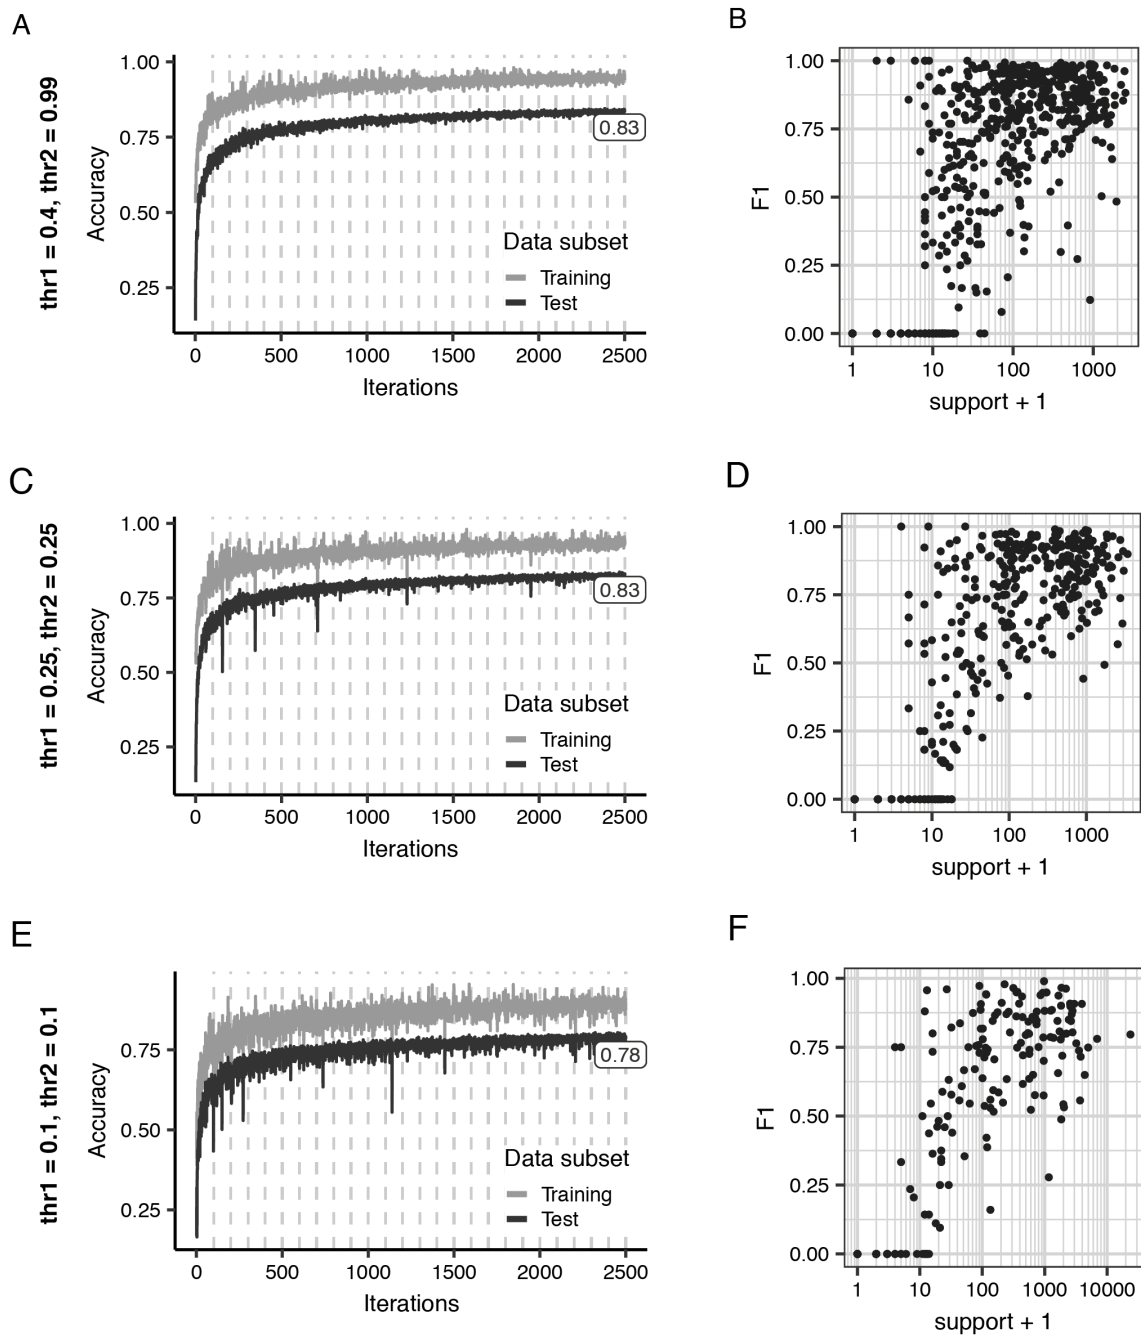 A
thr1 = 0.4, thr2 = 0.99
Accuracy
1.00
0.75
0.50
0.25
0.83
Data subset
Training
Test
0 500 1000 1500 2000 2500
Iterations
B
F1
1.00
0.75
0.50
0.25
0.00
1 10 100 1000
support + 1
C
thr1 = 0.25, thr2 = 0.25
Accuracy
1.00
0.75
0.50
0.25
0.83
Data subset
Training
Test
0 500 1000 1500 2000 2500
Iterations
D
F1
1.00
0.75
0.50
0.25
0.00
1 10 100 1000
support + 1
E
thr1 = 0.1, thr2 = 0.1
Accuracy
0.75
0.50
0.25
0.78
Data subset
Training
Test
0 500 1000 1500 2000 2500
Iterations
F
F1
1.00
0.75
0.50
0.25
0.00
1 10 100 1000 10000
support + 1